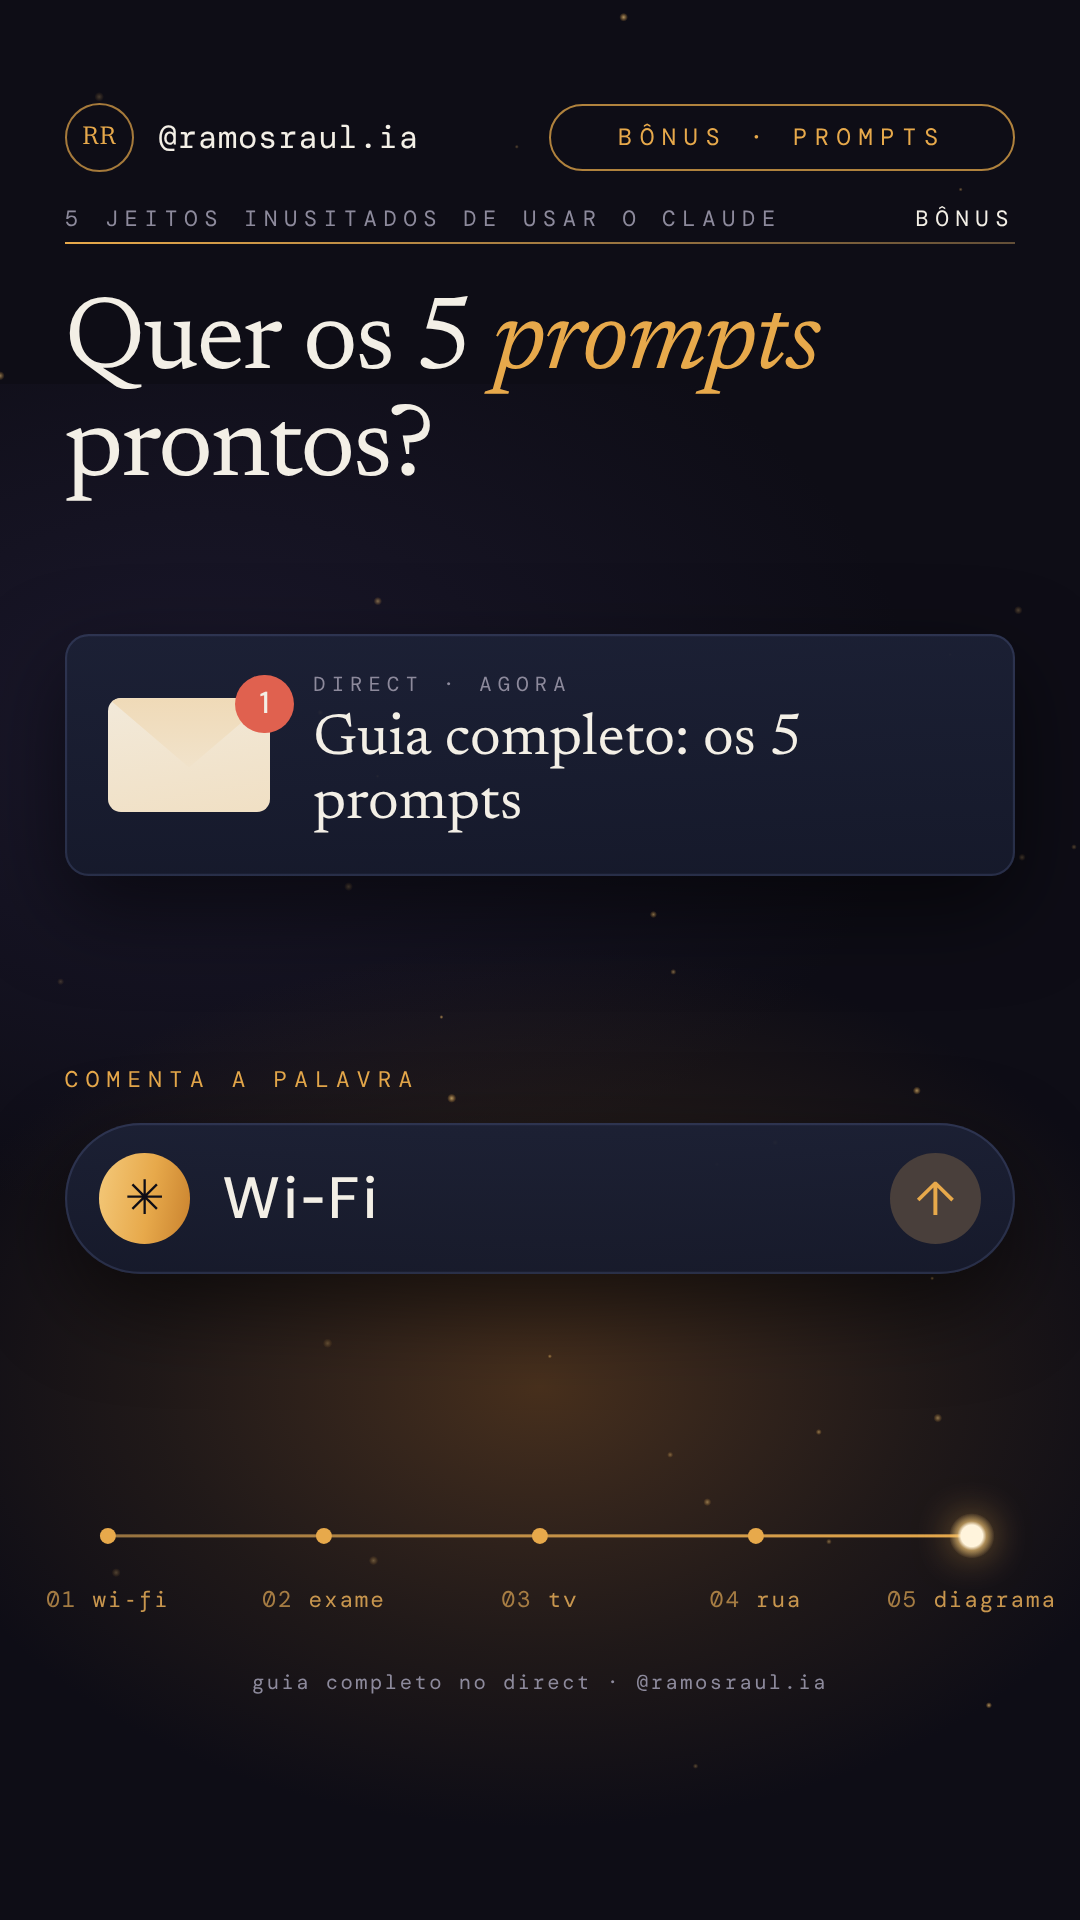 RR @ramosraul.ia BÔNUS · PROMPTS
5 JEITOS INUSITADOS DE USAR O CLAUDE BÔNUS
Quer os 5 prompts
prontos?
1
DIRECT · AGORA
Guia completo: os 5
prompts
COMENTA A PALAVRA
Wi-Fi
01 wi-fi 02 exame 03 tv 04 rua 05 diagrama
guia completo no direct · @ramosraul.ia